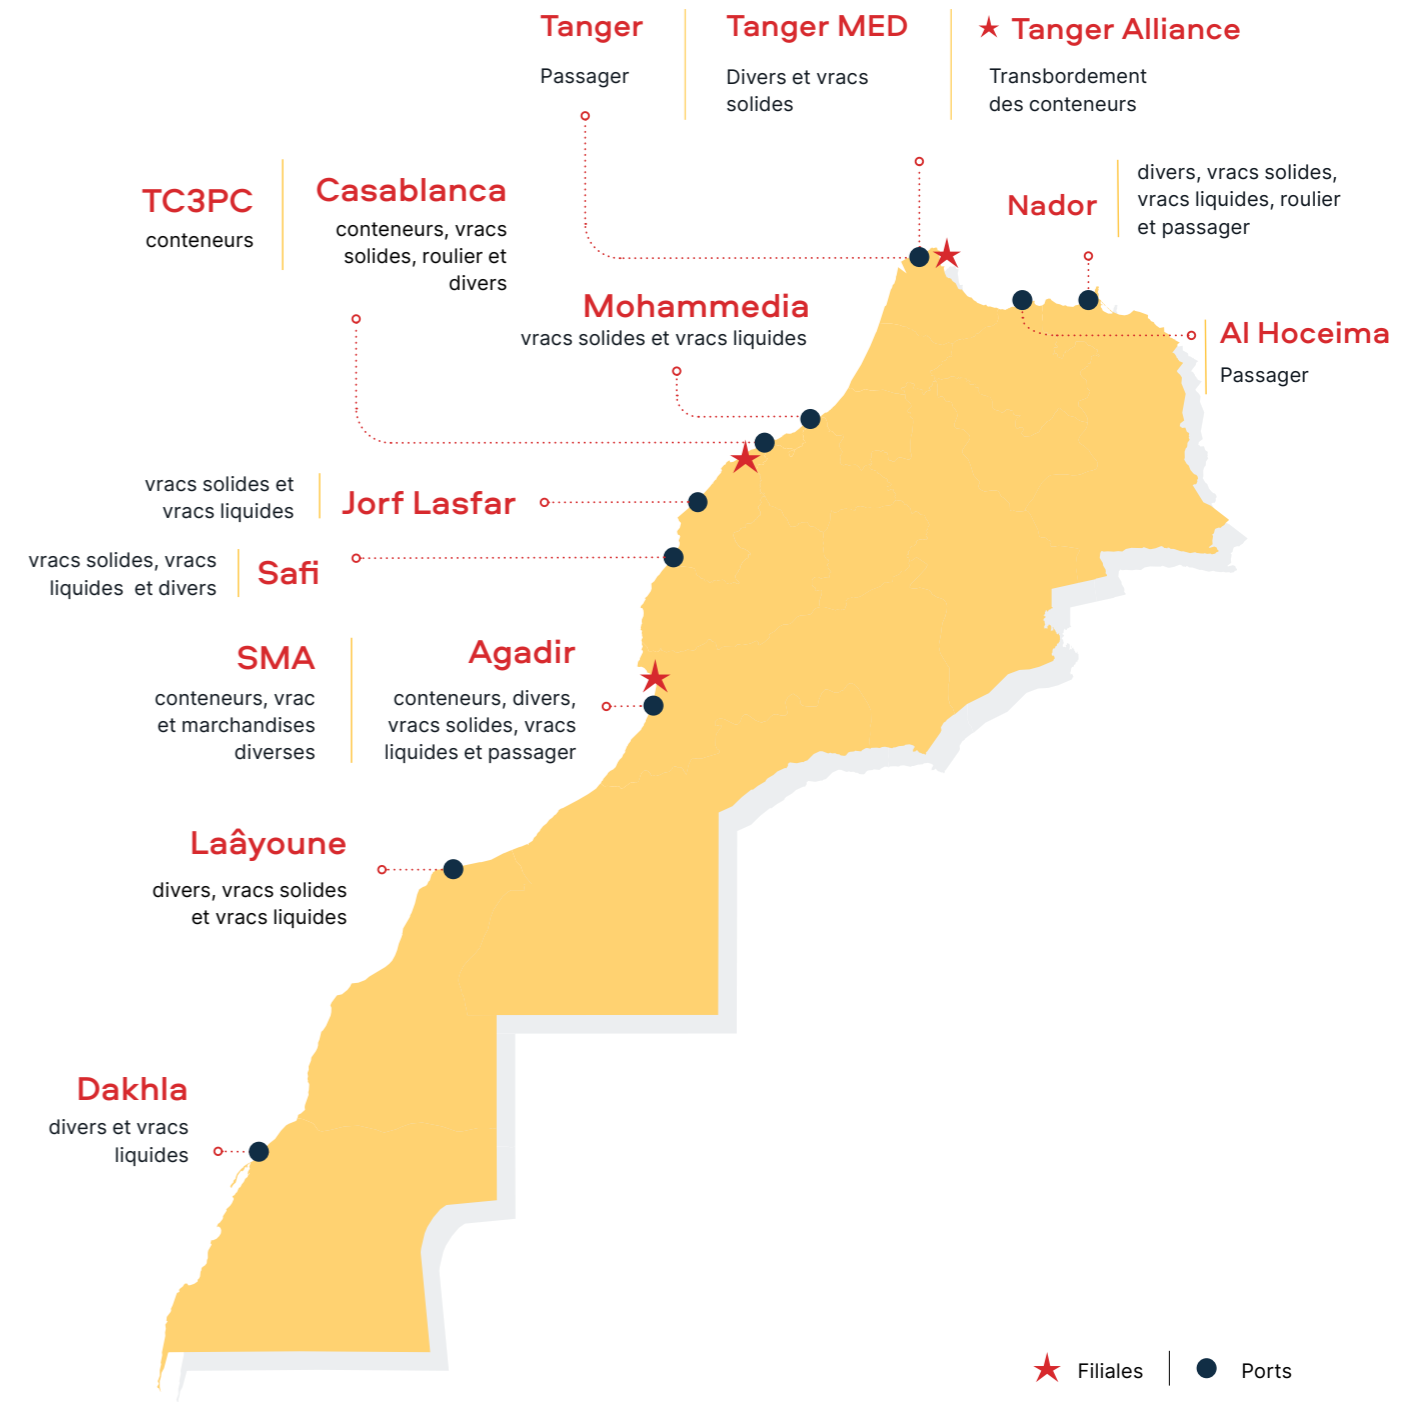 Tanger
Passager
Tanger MED
Divers et vracs
solides
Tanger Alliance
Transbordement
des conteneurs
TC3PC
conteneurs
Casablanca
conteneurs, vracs
solides, roulier et
divers
Nador
divers, vracs solides,
vracs liquides, roulier
et passager
Mohammedia
vracs solides et vracs liquides
Al Hoceima
Passager
vracs solides et
vracs liquides
Jorf Lasfar
vracs solides, vracs
liquides et divers
Safi
SMA
conteneurs, vrac
et marchandises
diverses
Agadir
conteneurs, divers,
vracs solides, vracs
liquides et passager
Laâyoune
divers, vracs solides
et vracs liquides
Dakhla
divers et vracs
liquides
Filiales
Ports